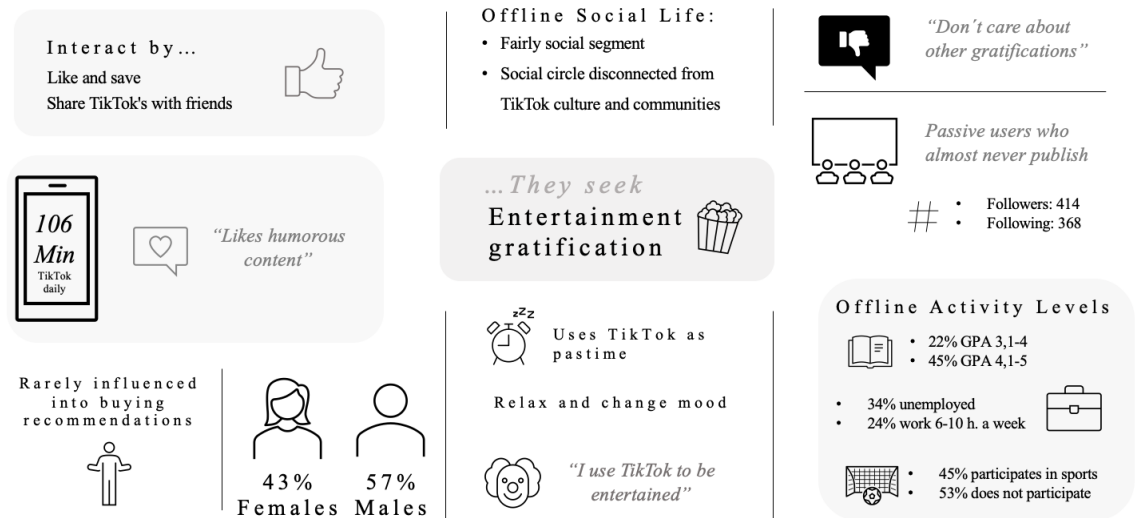 Interact by…
Like and save
Share TikTok's with friends
106
Min
TikTok
daily
“Likes humorous
content”
Rarely influenced
into buying
recommendations
43%
Females
57%
Males
Offline Social Life:
• Fairly social segment
• Social circle disconnected from
TikTok culture and communities
…They seek
Entertainment
gratification
zZZ
Uses TikTok as
pastime
Relax and change mood
“I use TikTok to be
entertained”
“Don´t care about
other gratifications”
Passive users who
almost never publish
#
• Followers: 414
• Following: 368
Offline Activity Levels
• 22% GPA 3,1-4
• 45% GPA 4,1-5
• 34% unemployed
• 24% work 6-10 h. a week
• 45% participates in sports
• 53% does not participate